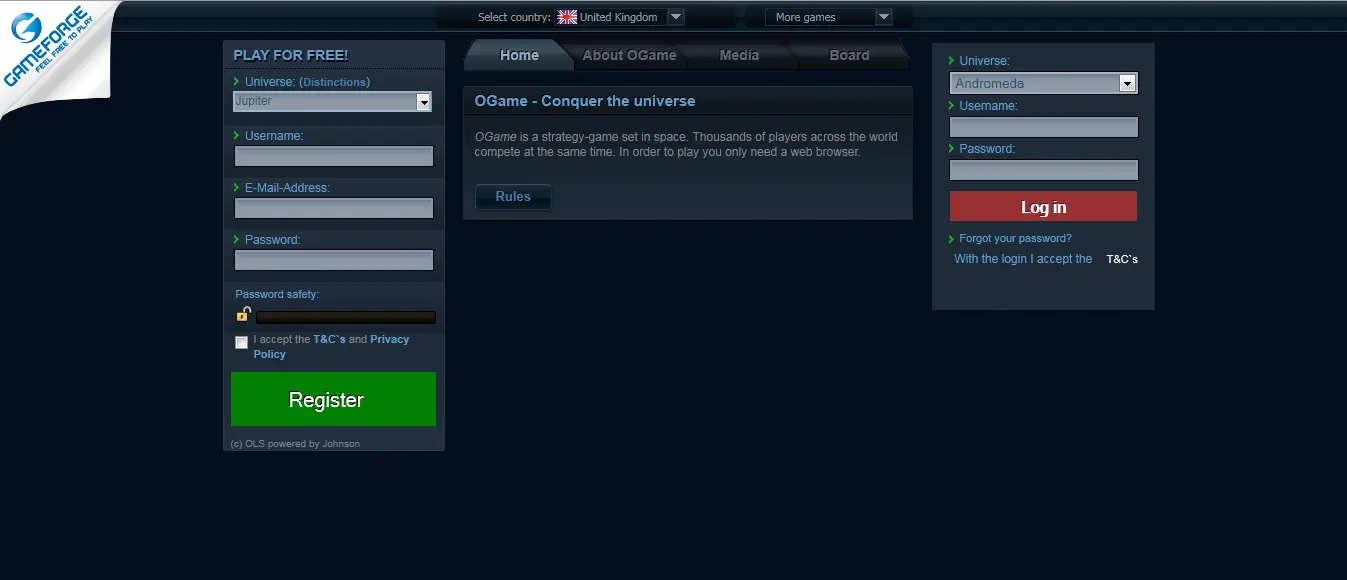 GAMEFORGE
FEEL FREE TO PLAY
Select country: United Kingdom
More games
PLAY FOR FREE!
Universe: (Distinctions)
Jupiter
Username:
E-Mail-Address:
Password:
Password safety:
I accept the T&C`s and Privacy
Policy
Register
(c) OLS powered by Johnson
Home About OGame Media Board
OGame - Conquer the universe
OGame is a strategy-game set in space. Thousands of players across the world
compete at the same time. In order to play you only need a web browser.
Rules
Universe:
Andromeda
Username:
Password:
Log in
Forgot your password?
With the login I accept the T&C`s